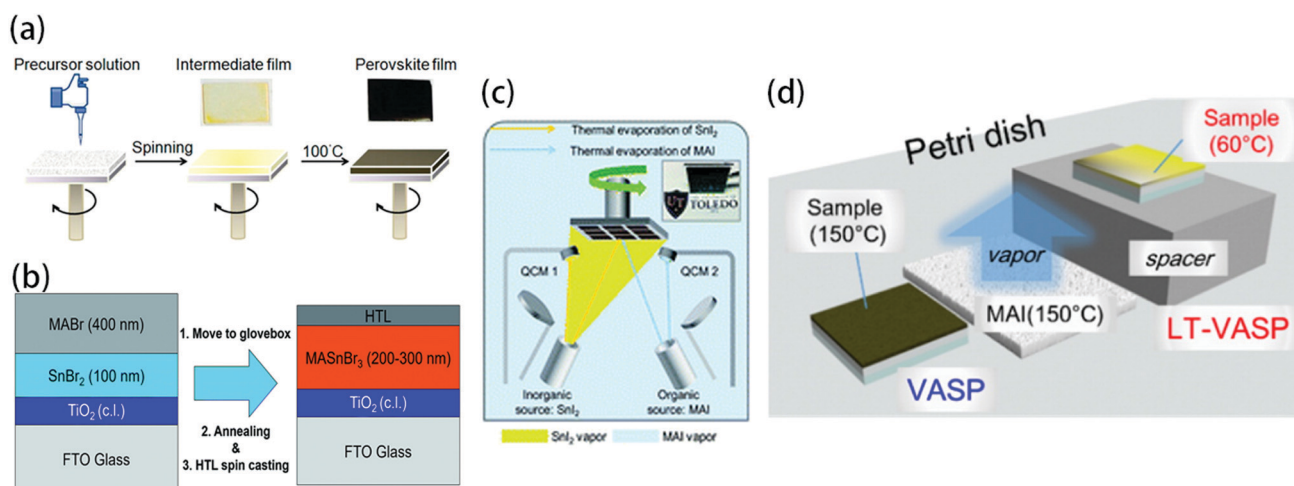 (a)
Precursor solution
Intermediate film
Perovskite film
Spinning
100°C
(b)
MABr (400 nm)
SnBr₂ (100 nm)
TiO₂ (c.l.)
FTO Glass
1. Move to glovebox
2. Annealing
&
3. HTL spin casting
HTL
MASnBr₃ (200-300 nm)
TiO₂ (c.l.)
FTO Glass
(c)
Thermal evaporation of SnI₂
Thermal evaporation of MAI
UT
TOLEDO
QCM 1
QCM 2
Inorganic
source: SnI₂
Organic
source: MAI
SnI₂ vapor
MAI vapor
(d)
Petri dish
Sample
(60°C)
Sample
(150°C)
vapor
spacer
MAI(150°C)
LT-VASP
VASP